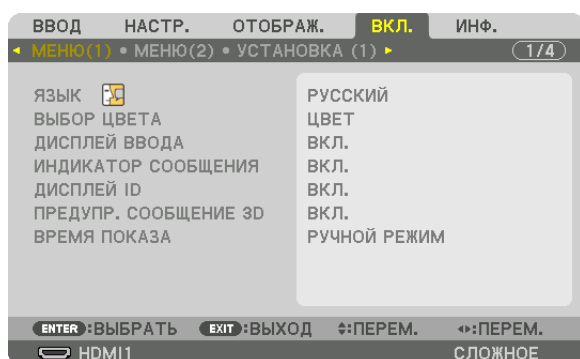 ВВОД НАСТР. ОТОБРАЖ. ВКЛ. ИНФ.
МЕНЮ(1) • МЕНЮ(2) • УСТАНОВКА (1) 1/4
ЯЗЫК РУССКИЙ
ВЫБОР ЦВЕТА ЦВЕТ
ДИСПЛЕЙ ВВОДА ВКЛ.
ИНДИКАТОР СООБЩЕНИЯ ВКЛ.
ДИСПЛЕЙ ID ВКЛ.
ПРЕДУПР. СООБЩЕНИЕ 3D ВКЛ.
ВРЕМЯ ПОКАЗА РУЧНОЙ РЕЖИМ
ENTER :ВЫБРАТЬ EXIT :ВЫХОД :ПЕРЕМ. :ПЕРЕМ.
HDMI1 СЛОЖНОЕ